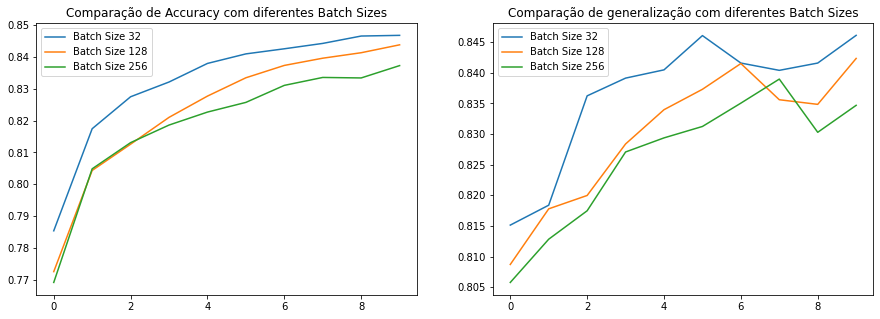 Comparação de Accuracy com diferentes Batch Sizes
0.85
0.84
0.83
0.82
0.81
0.80
0.79
0.78
0.77
Batch Size 32
Batch Size 128
Batch Size 256
0 2 4 6 8
Comparação de generalização com diferentes Batch Sizes
0.845
0.840
0.835
0.830
0.825
0.820
0.815
0.810
0.805
Batch Size 32
Batch Size 128
Batch Size 256
0 2 4 6 8